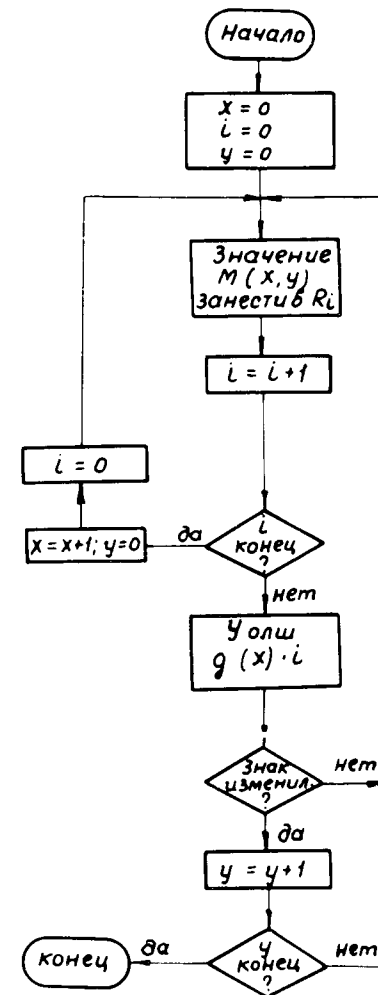 Начало
x = 0
i = 0
y = 0
Значение
M (x, y)
занести в Ri
i = i+1
i = 0
x = x+1; y=0
да
i
конец
?
нет
У олш
g (x) · i
Знак
изменил.
?
нет
да
y = y+1
y
конец
?
да
нет
конец